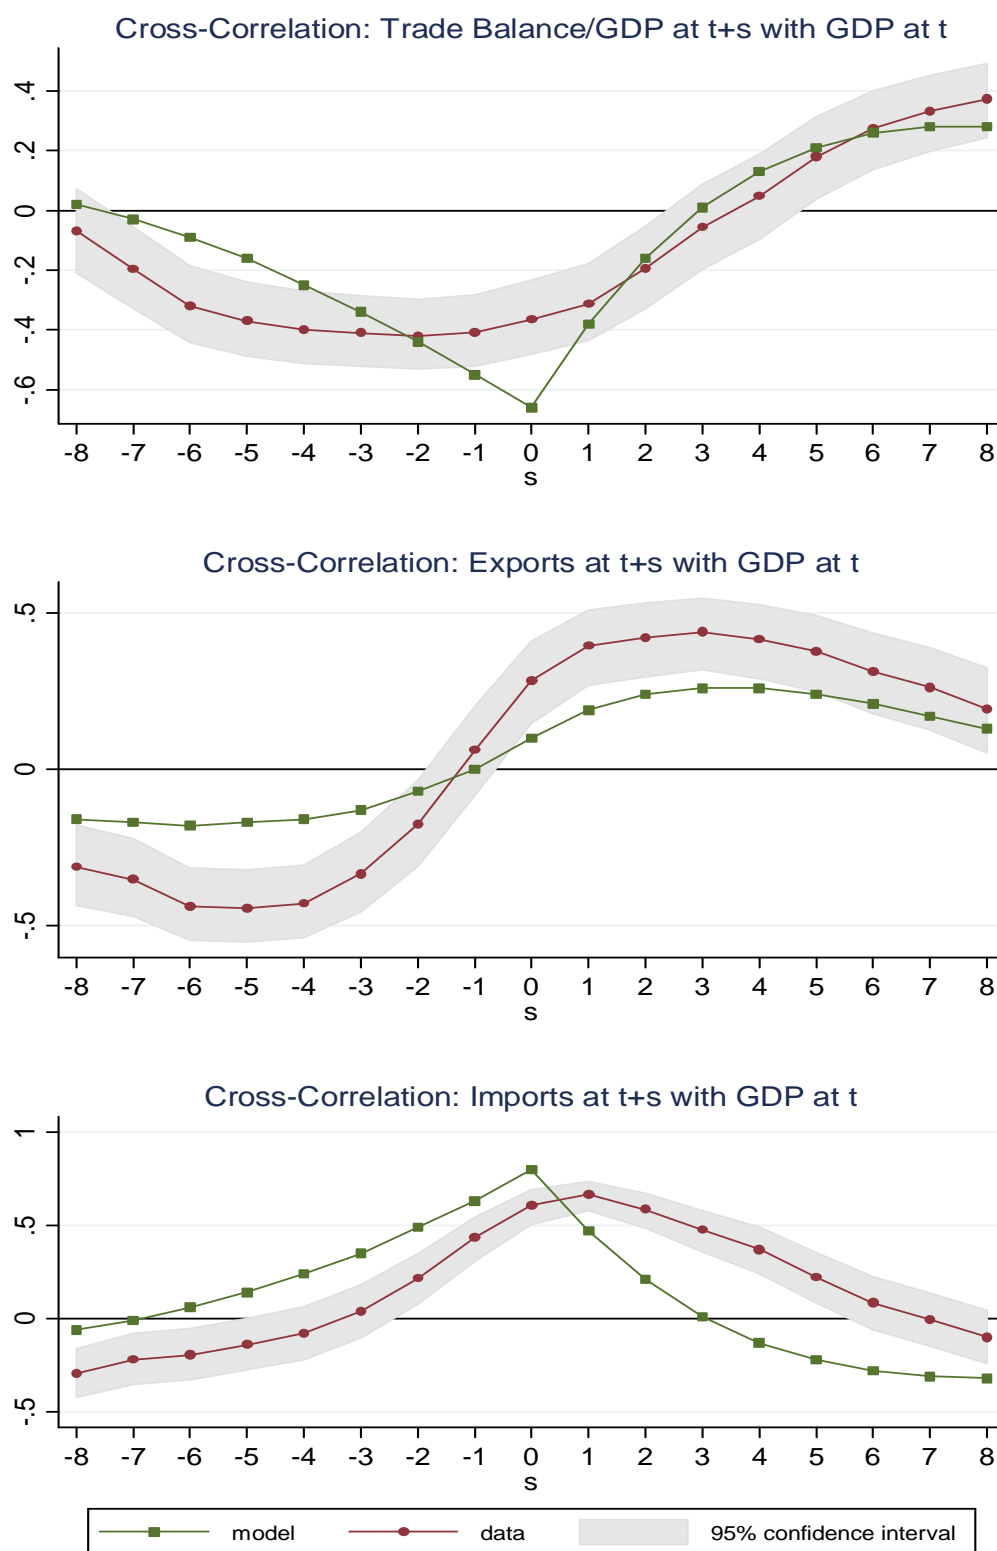 Cross-Correlation: Trade Balance/GDP at t+s with GDP at t
.4
.2
0
-.2
-.4
-.6
-8 -7 -6 -5 -4 -3 -2 -1 0 1 2 3 4 5 6 7 8
s
Cross-Correlation: Exports at t+s with GDP at t
.5
0
-.5
-8 -7 -6 -5 -4 -3 -2 -1 0 1 2 3 4 5 6 7 8
s
Cross-Correlation: Imports at t+s with GDP at t
1
.5
0
-.5
-8 -7 -6 -5 -4 -3 -2 -1 0 1 2 3 4 5 6 7 8
s
model data 95% confidence interval